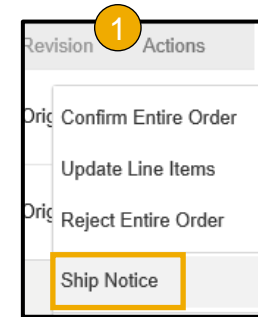 1
Revision Actions
Orig Confirm Entire Order
Update Line Items
Orig Reject Entire Order
Ship Notice